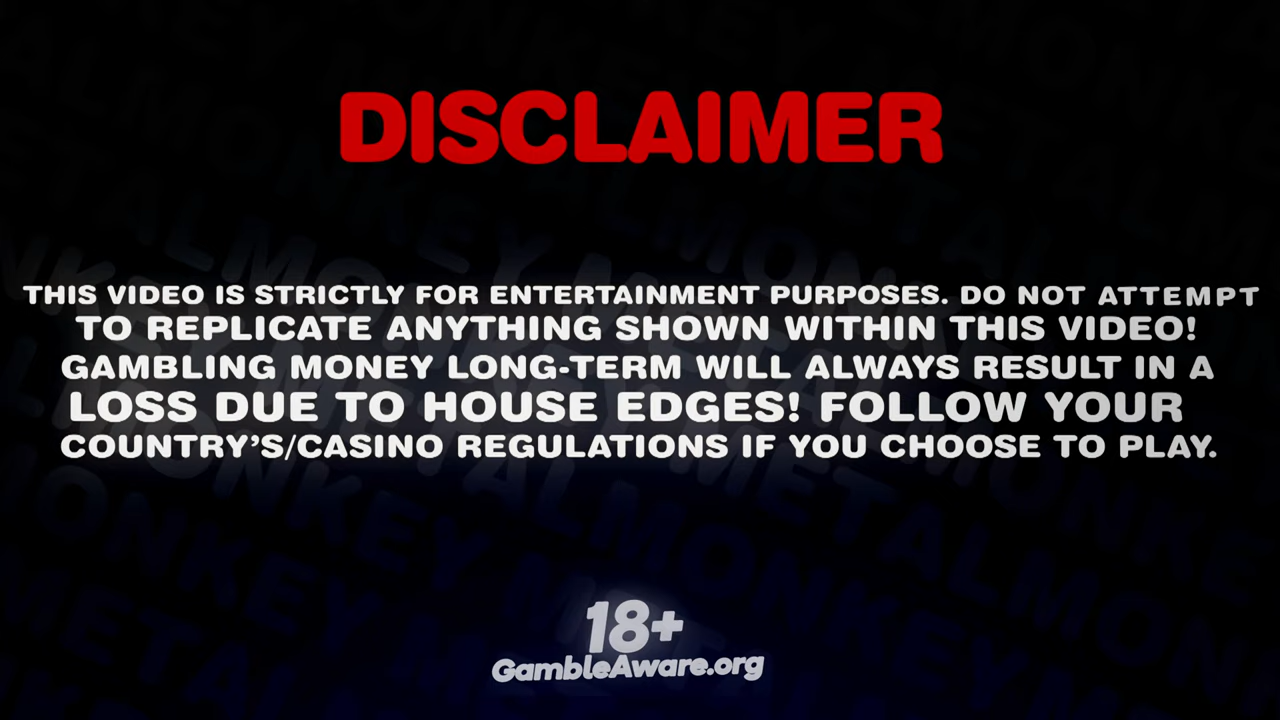 DISCLAIMER
THIS VIDEO IS STRICTLY FOR ENTERTAINMENT PURPOSES. DO NOT ATTEMPT
TO REPLICATE ANYTHING SHOWN WITHIN THIS VIDEO!
GAMBLING MONEY LONG-TERM WILL ALWAYS RESULT IN A
LOSS DUE TO HOUSE EDGES! FOLLOW YOUR
COUNTRY'S/CASINO REGULATIONS IF YOU CHOOSE TO PLAY.
18+
GambleAware.org